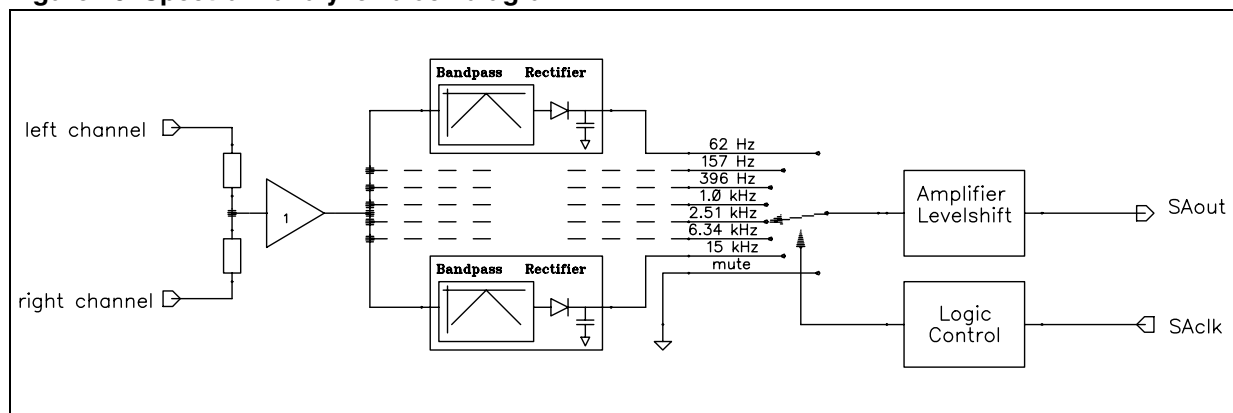 Bandpass Rectifier
left channel
62 Hz
157 Hz
396 Hz
1.0 kHz
2.51 kHz
6.34 kHz
15 kHz
mute
1
Amplifier
Levelshift
SAout
Bandpass Rectifier
right channel
Logic
Control
SAclk